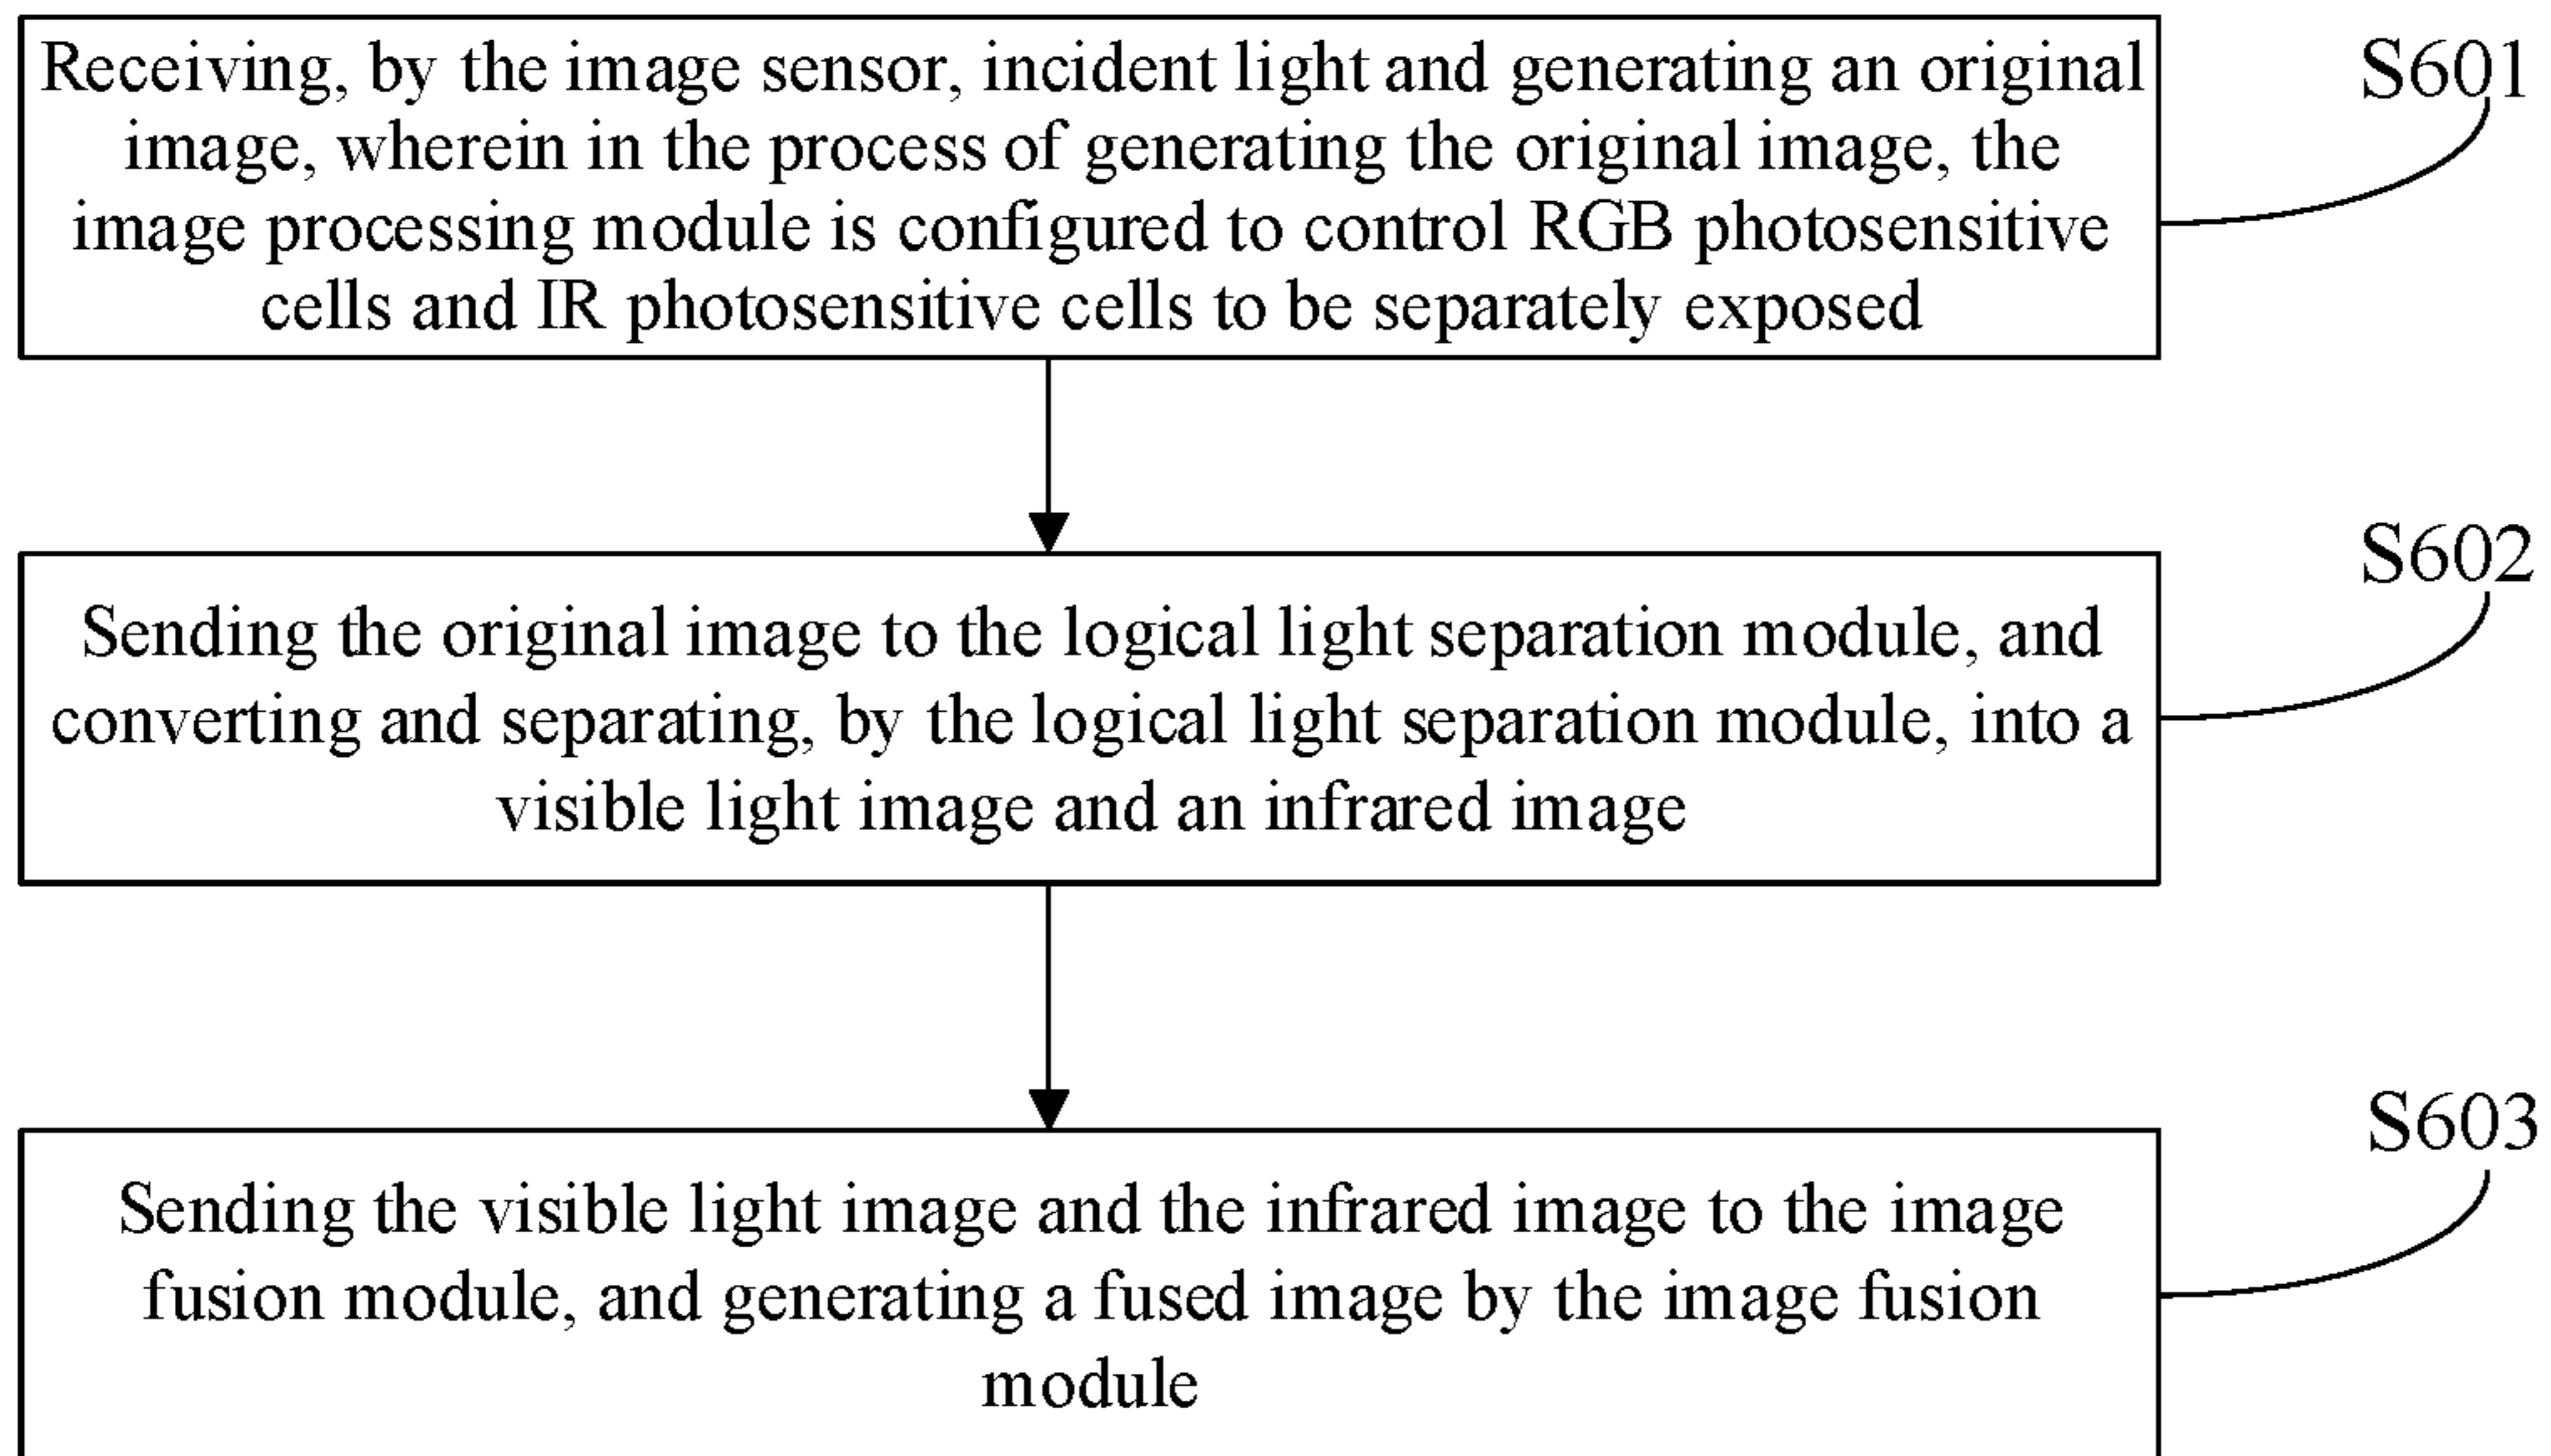 Receiving, by the image sensor, incident light and generating an original
image, wherein in the process of generating the original image, the
image processing module is configured to control RGB photosensitive
cells and IR photosensitive cells to be separately exposed
S601
Sending the original image to the logical light separation module, and
converting and separating, by the logical light separation module, into a
visible light image and an infrared image
S602
Sending the visible light image and the infrared image to the image
fusion module, and generating a fused image by the image fusion
module
S603